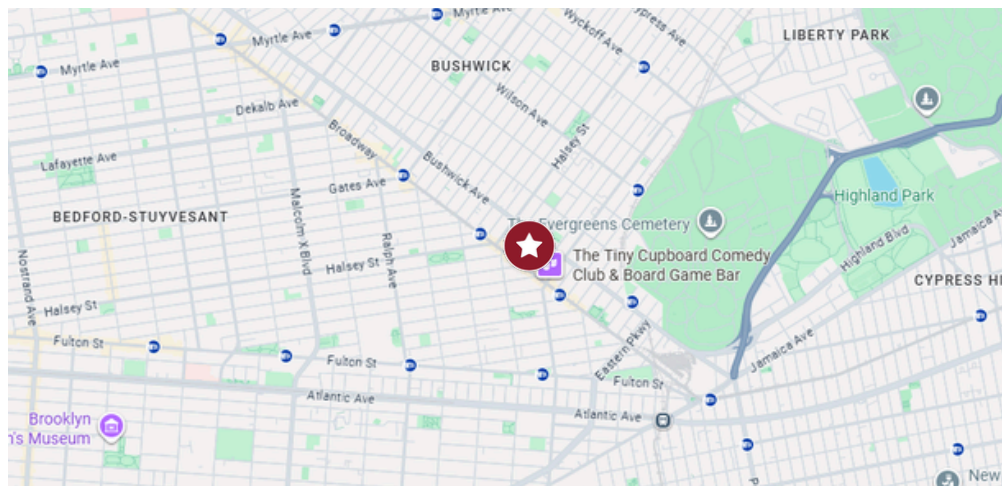 Myrtle Ave
Wyckoff Ave
LIBERTY PARK
Myrtle Ave
BUSHWICK
Myrtle Ave
Wilson Ave
Dekalb Ave
Broadway
Halsey St
Lafayette Ave
Bushwick Ave
Gates Ave
Highland Park
BEDFORD-STUYVESANT
Malcolm X Blvd
Evergreens Cemetery
Ralph Ave
Highland Blvd
Jamaica
The Tiny Cupboard Comedy
Club & Board Game Bar
Nostrand Ave
Halsey St
CYPRESS
Halsey St
Fulton St
Eastern Pkwy
Jamaica Ave
Fulton St
Fulton St
Atlantic Ave
Atlantic Ave
Brooklyn
Museum
New